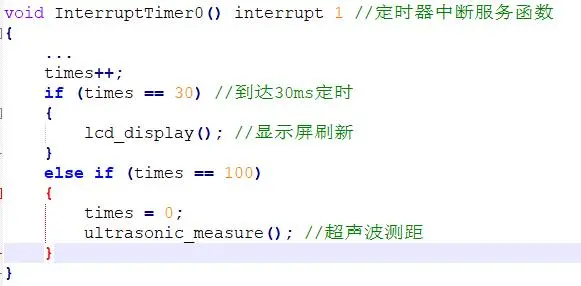 void InterruptTimer0() interrupt 1 //定时器中断服务函数
{
    ...
    times++;
    if (times == 30) //到达30ms定时
    {
        lcd_display(); //显示屏刷新
    }
    else if (times == 100)
    {
        times = 0;
        ultrasonic_measure(); //超声波测距
    }
}